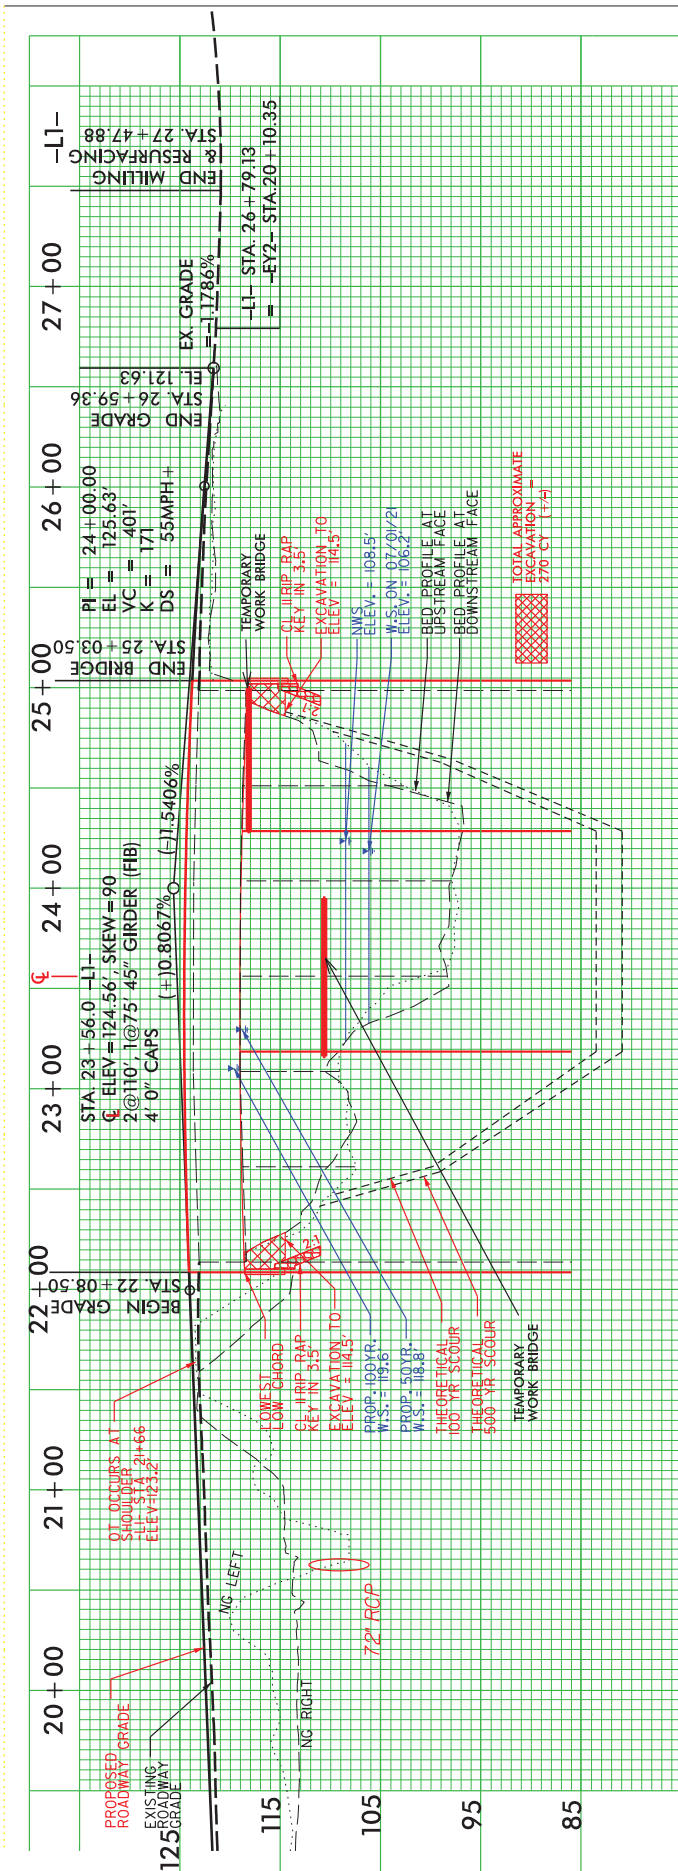 20+00
21+00
22+00
23+00
24+00
25+00
26+00
27+00
-L1-
125
115
105
95
85
PROPOSED
ROADWAY GRADE
EXISTING
ROADWAY
GRADE
OT OCCURS AT
SHOULDER
-L1- STA 21+66
ELEV=123.2'
NG LEFT
NG RIGHT
72" RCP
BEGIN GRADE
STA. 22+08.50
LOWEST
LOW CHORD
CL II RIP RAP
KEY IN 3.5'
EXCAVATION TO
ELEV = 114.5'
2:1
PROP. 100YR.
W.S. = 119.6'
PROP. 50YR.
W.S. = 118.8'
THEORETICAL
100 YR SCOUR
THEORETICAL
500 YR SCOUR
TEMPORARY
WORK BRIDGE
STA. 23+56.0 -L1-
℄ ELEV=124.56', SKEW=90
2@110', 1@75' 45" GIRDER (FIB)
4' 0" CAPS
℄
(+)0.8067%
(-)1.5406%
END BRIDGE
STA. 25+03.50
PI = 24+00.00
EL = 125.63'
VC = 401'
K = 171
DS = 55MPH+
TEMPORARY
WORK BRIDGE
CL II RIP RAP
KEY IN 3.5'
EXCAVATION TO
ELEV = 114.5'
2:1
NWS
ELEV. = 108.5'
W.S. ON 07/01/21
ELEV. = 106.2'
BED PROFILE AT
UPSTREAM FACE
BED PROFILE AT
DOWNSTREAM FACE
TOTAL APPROXIMATE
EXCAVATION =
270 CY (+/-)
END GRADE
STA. 26+59.36
EL. 121.63
EX. GRADE
=-1.1786%
-L1- STA. 26+79.13
= -EY2- STA.20+10.35
END MILLING
& RESURFACING
STA. 27+47.88